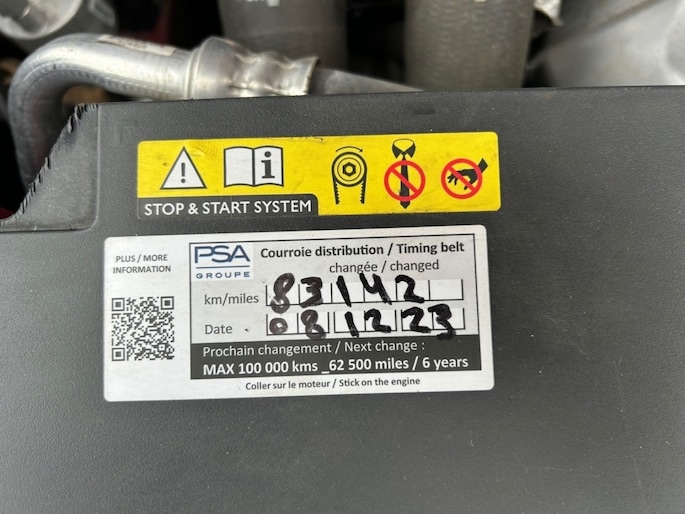 STOP & START SYSTEM
PLUS / MORE
INFORMATION
PSA
GROUPE
Courroie distribution / Timing belt
changée / changed
km/miles 83142
Date 08 12 23
Prochain changement / Next change :
MAX 100 000 kms _62 500 miles / 6 years
Coller sur le moteur / Stick on the engine